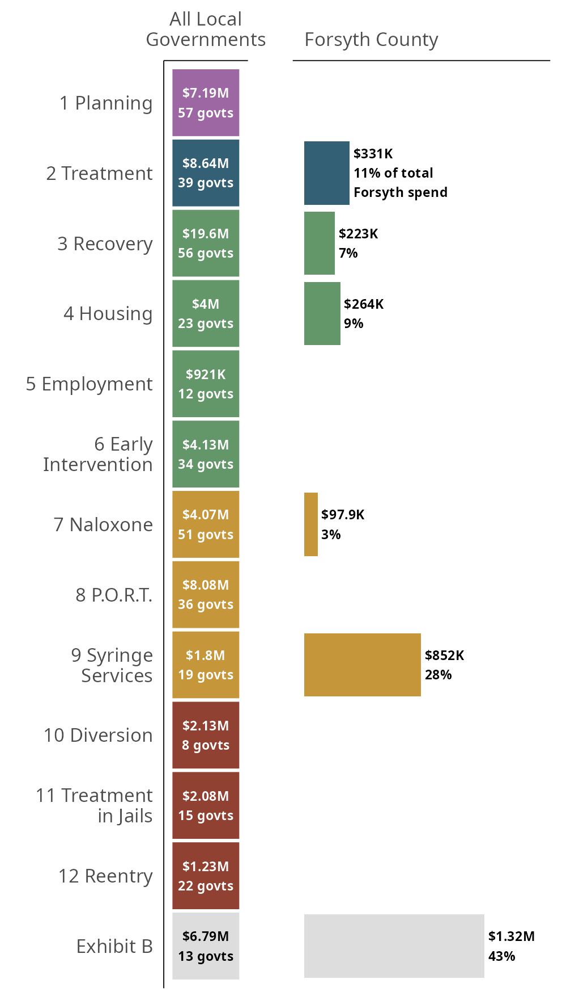 All Local
Governments
Forsyth County
1 Planning
$7.19M
57 govts
2 Treatment
$8.64M
39 govts
$331K
11% of total
Forsyth spend
3 Recovery
$19.6M
56 govts
$223K
7%
4 Housing
$4M
23 govts
$264K
9%
5 Employment
$921K
12 govts
6 Early
Intervention
$4.13M
34 govts
7 Naloxone
$4.07M
51 govts
$97.9K
3%
8 P.O.R.T.
$8.08M
36 govts
9 Syringe
Services
$1.8M
19 govts
$852K
28%
10 Diversion
$2.13M
8 govts
11 Treatment
in Jails
$2.08M
15 govts
12 Reentry
$1.23M
22 govts
Exhibit B
$6.79M
13 govts
$1.32M
43%